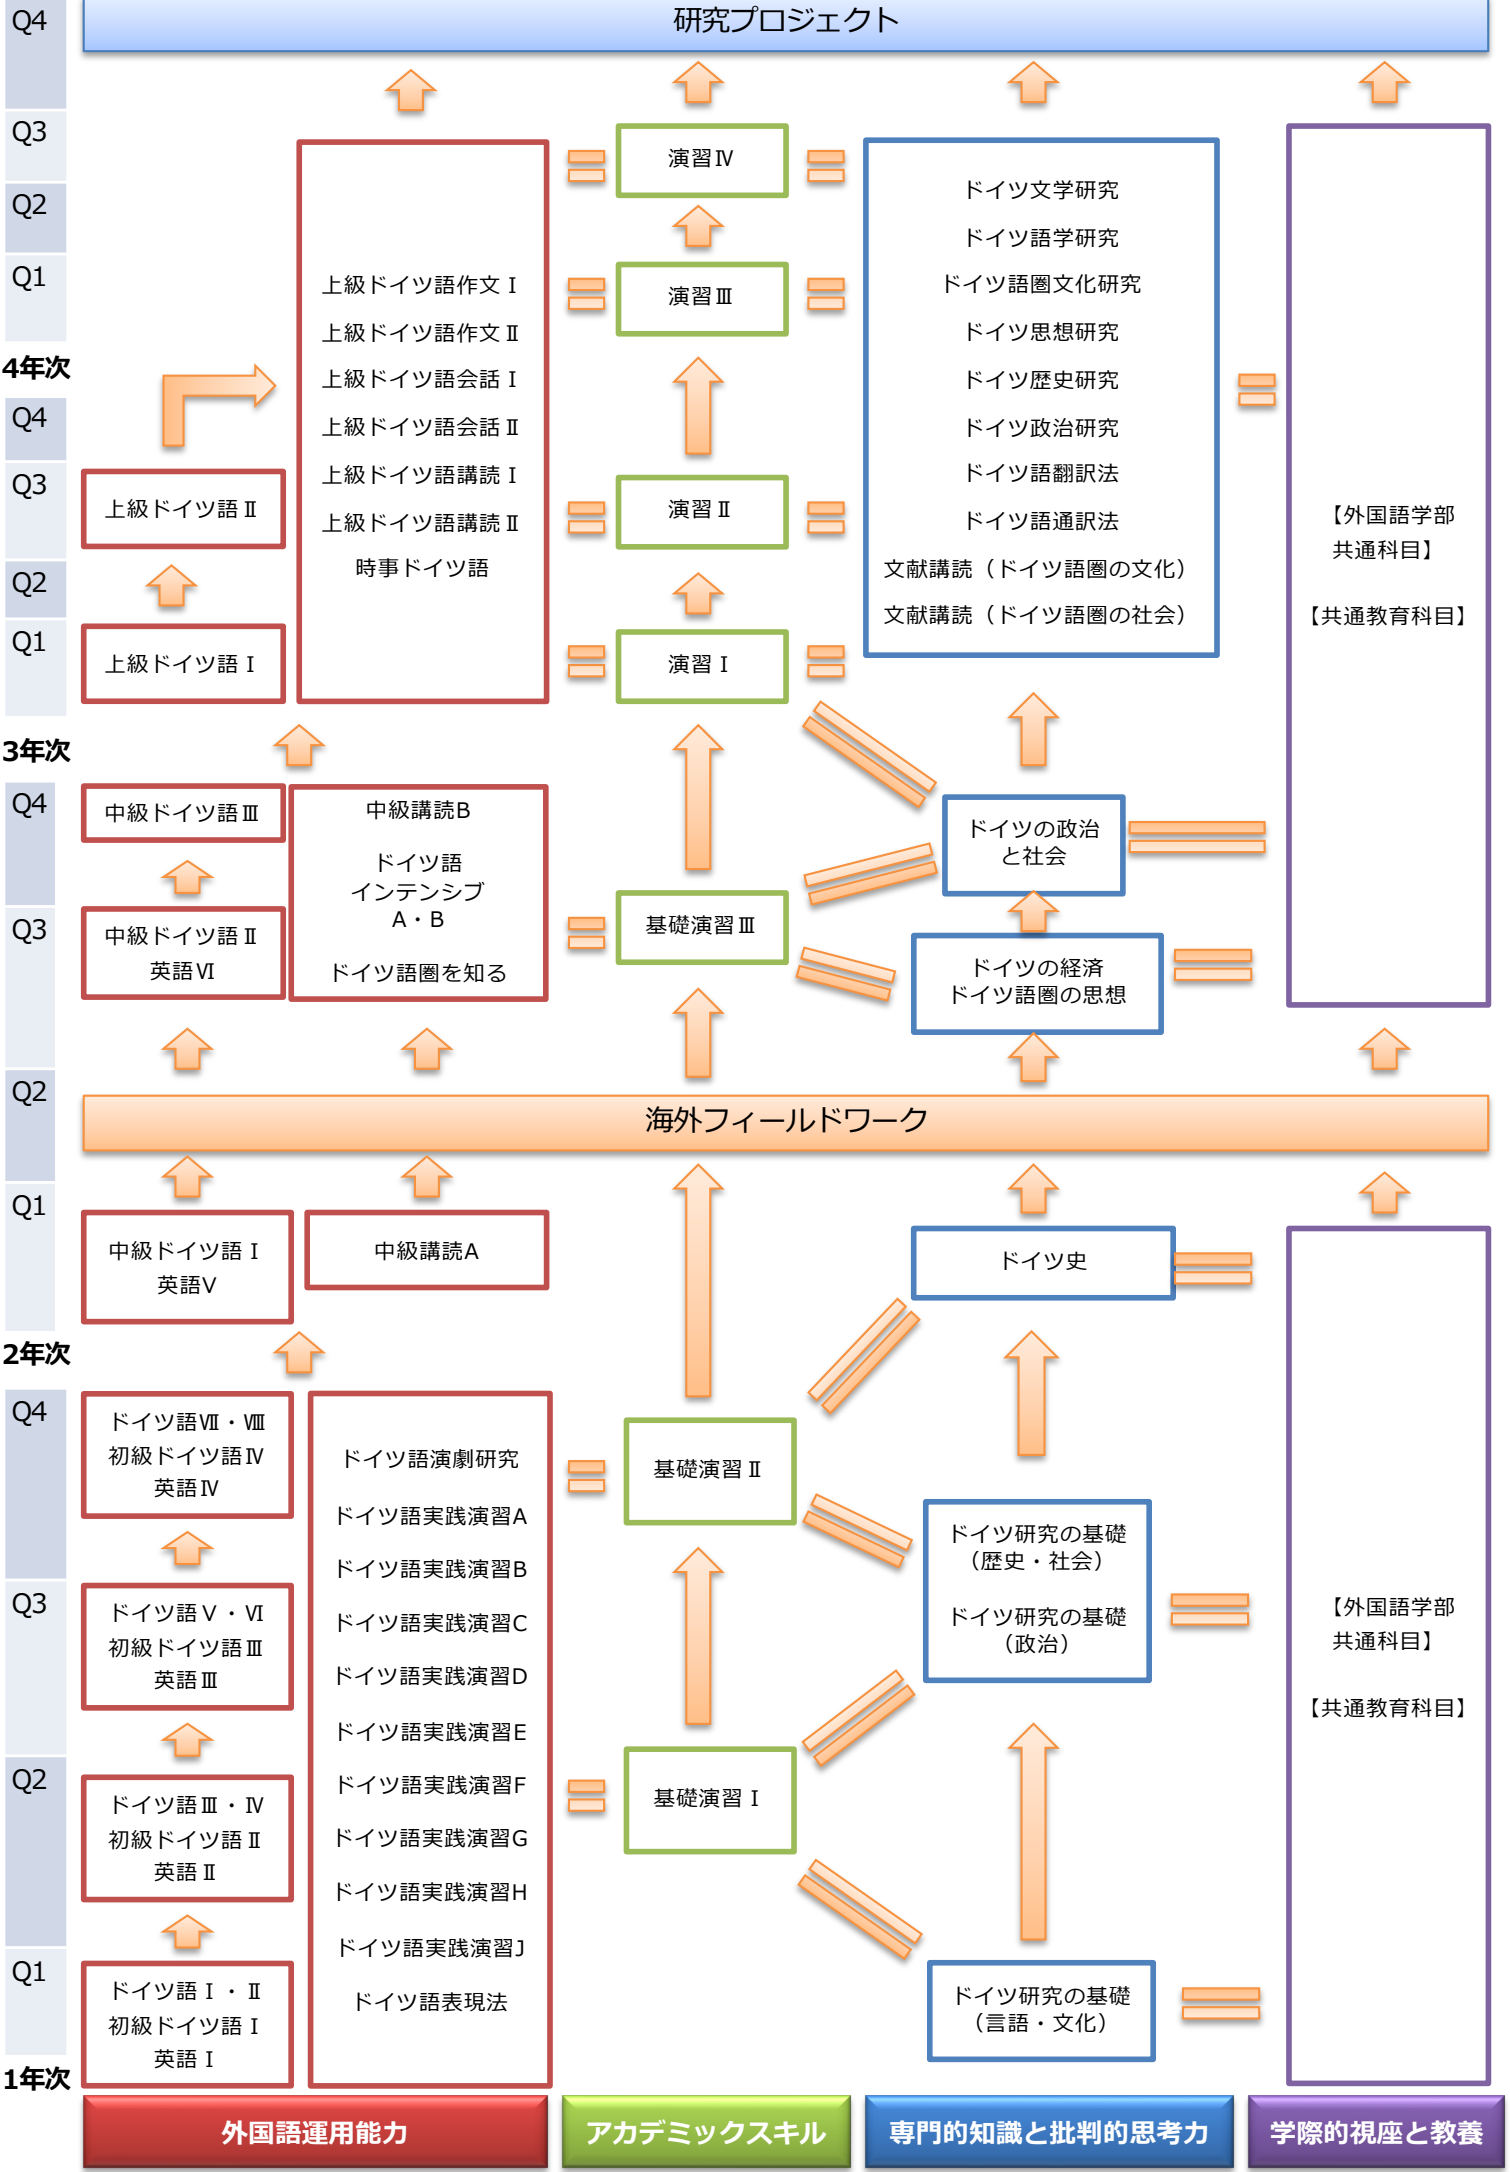 Q4
研究プロジェクト
Q3
Q2
Q1
4年次
Q4
Q3
Q2
Q1
3年次
Q4
Q3
Q2
Q1
2年次
Q4
Q3
Q2
Q1
1年次
上級ドイツ語Ⅱ
上級ドイツ語Ⅰ
上級ドイツ語作文Ⅰ
上級ドイツ語作文Ⅱ
上級ドイツ語会話Ⅰ
上級ドイツ語会話Ⅱ
上級ドイツ語講読Ⅰ
上級ドイツ語講読Ⅱ
時事ドイツ語
演習Ⅳ
演習Ⅲ
演習Ⅱ
演習Ⅰ
ドイツ文学研究
ドイツ語学研究
ドイツ語圏文化研究
ドイツ思想研究
ドイツ歴史研究
ドイツ政治研究
ドイツ語翻訳法
ドイツ語通訳法
文献講読（ドイツ語圏の文化）
文献講読（ドイツ語圏の社会）
【外国語学部
共通科目】
【共通教育科目】
中級ドイツ語Ⅲ
中級ドイツ語Ⅱ
英語Ⅵ
中級講読B
ドイツ語
インテンシブ
A・B
ドイツ語圏を知る
基礎演習Ⅲ
ドイツの政治
と社会
ドイツの経済
ドイツ語圏の思想
海外フィールドワーク
中級ドイツ語Ⅰ
英語Ⅴ
中級講読A
ドイツ史
ドイツ語Ⅶ・Ⅷ
初級ドイツ語Ⅳ
英語Ⅳ
ドイツ語Ⅴ・Ⅵ
初級ドイツ語Ⅲ
英語Ⅲ
ドイツ語Ⅲ・Ⅳ
初級ドイツ語Ⅱ
英語Ⅱ
ドイツ語Ⅰ・Ⅱ
初級ドイツ語Ⅰ
英語Ⅰ
ドイツ語演劇研究
ドイツ語実践演習A
ドイツ語実践演習B
ドイツ語実践演習C
ドイツ語実践演習D
ドイツ語実践演習E
ドイツ語実践演習F
ドイツ語実践演習G
ドイツ語実践演習H
ドイツ語実践演習J
ドイツ語表現法
基礎演習Ⅱ
基礎演習Ⅰ
ドイツ研究の基礎
（歴史・社会）
ドイツ研究の基礎
（政治）
ドイツ研究の基礎
（言語・文化）
【外国語学部
共通科目】
【共通教育科目】
外国語運用能力
アカデミックスキル
専門的知識と批判的思考力
学際的視座と教養